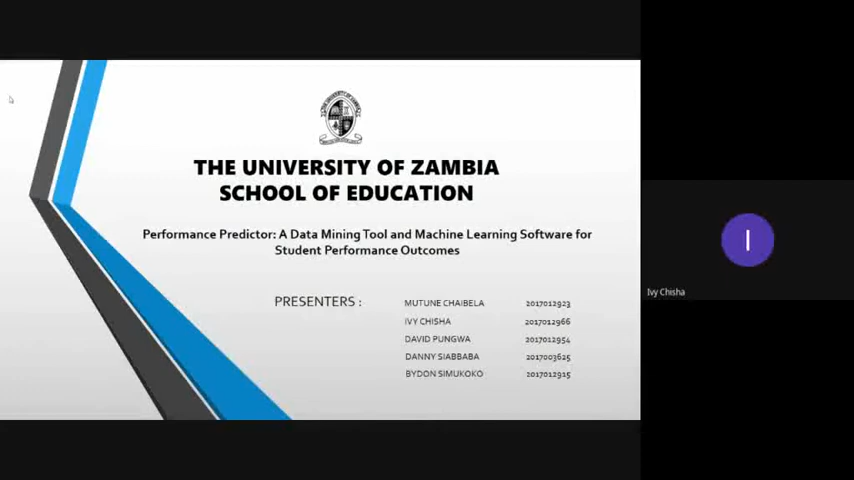 THE UNIVERSITY OF ZAMBIA
SCHOOL OF EDUCATION
Performance Predictor: A Data Mining Tool and Machine Learning Software for
Student Performance Outcomes
PRESENTERS :
MUTUNE CHAIBELA 2017012923
IVY CHISHA 2017012966
DAVID PUNGWA 2017012954
DANNY SIABBABA 2017003625
BYDON SIMUKOKO 2017012915
I
Ivy Chisha